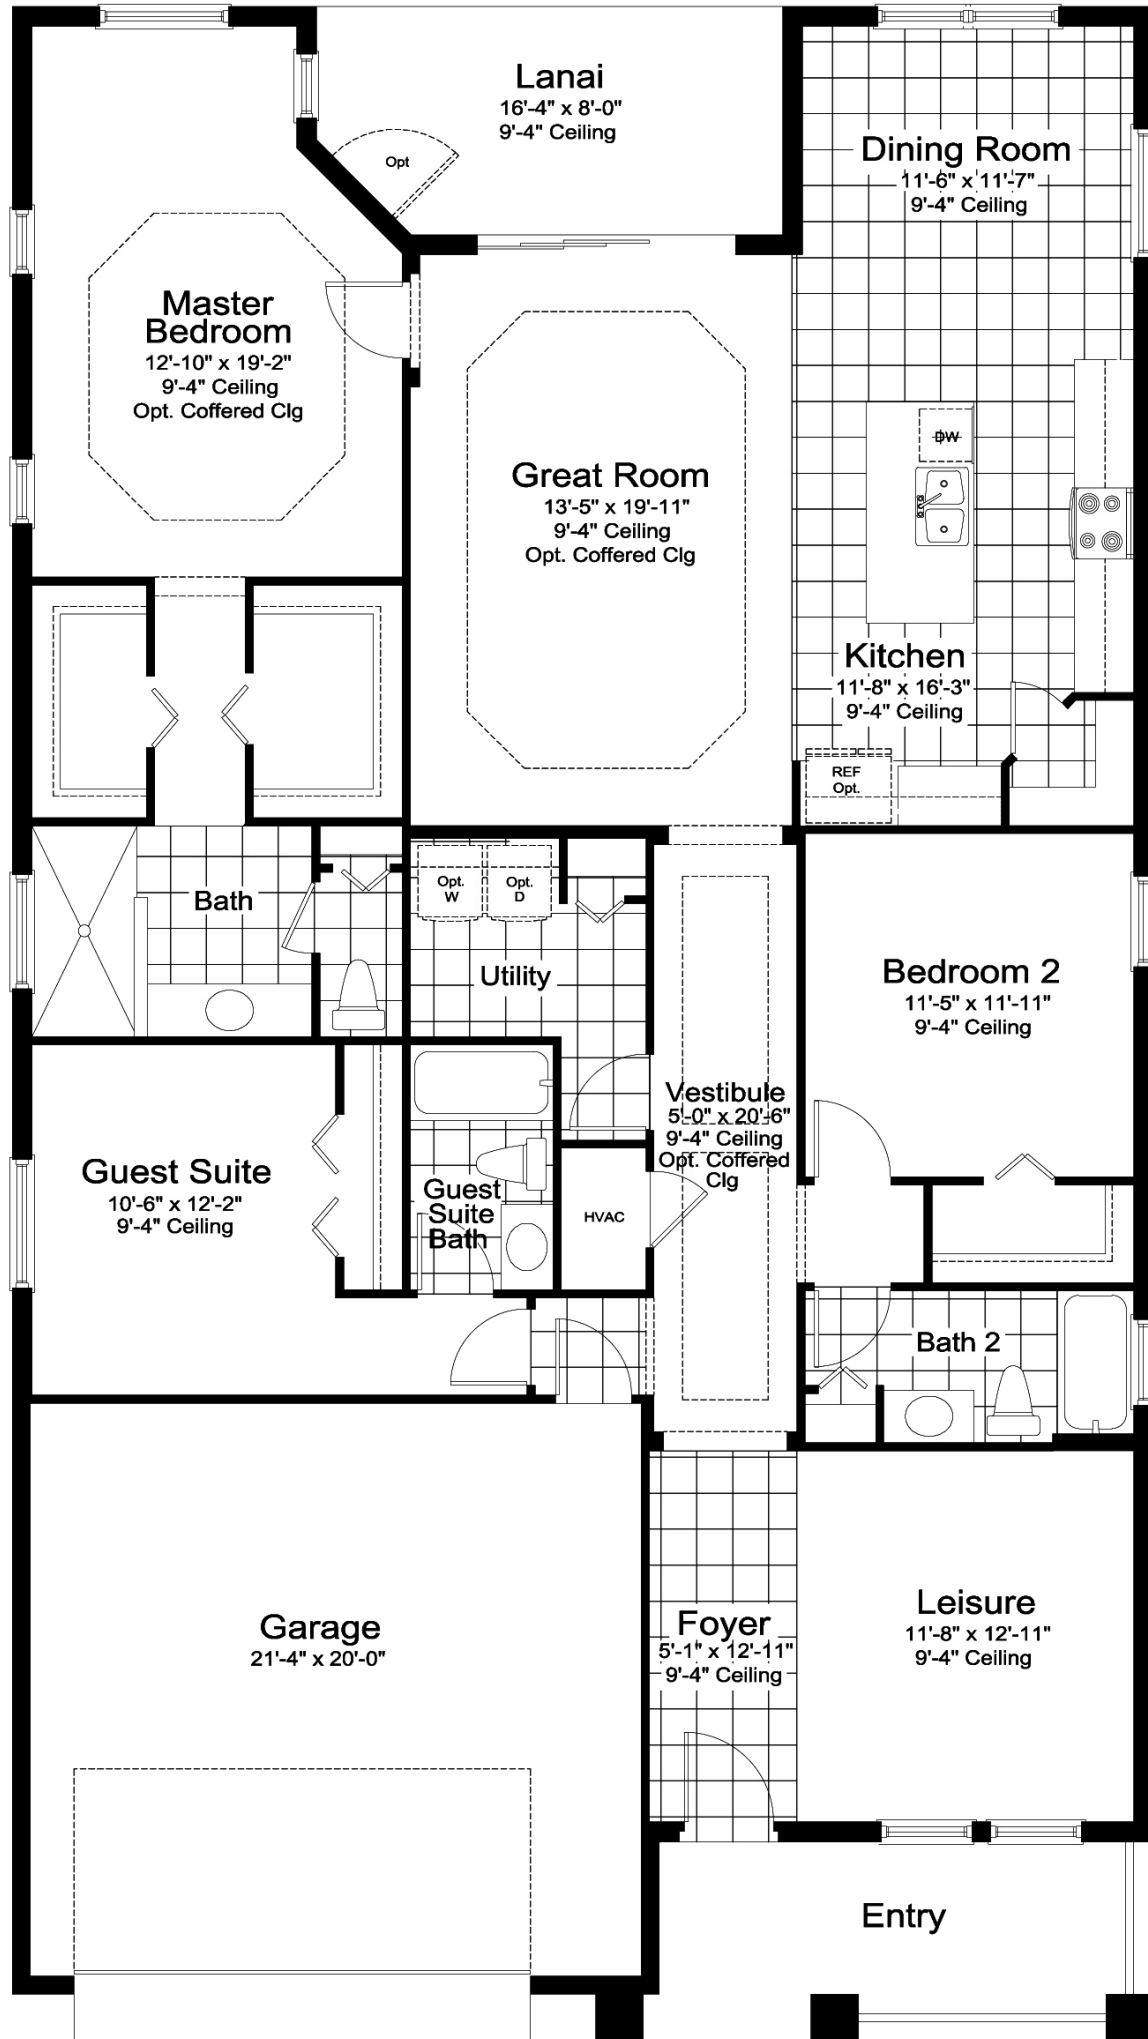 Lanai
16'-4" x 8'-0"
9'-4" Ceiling
Opt
Dining Room
11'-6" x 11'-7"
9'-4" Ceiling
Master
Bedroom
12'-10" x 19'-2"
9'-4" Ceiling
Opt. Coffered Clg
Great Room
13'-5" x 19'-11"
9'-4" Ceiling
Opt. Coffered Clg
DW
Kitchen
11'-8" x 16'-3"
9'-4" Ceiling
REF
Opt.
Bath
Opt.
W
Opt.
D
Utility
Bedroom 2
11'-5" x 11'-11"
9'-4" Ceiling
Vestibule
5'-0" x 20'-6"
9'-4" Ceiling
Opt. Coffered
Clg
Guest Suite
10'-6" x 12'-2"
9'-4" Ceiling
Guest
Suite
Bath
HVAC
Bath 2
Garage
21'-4" x 20'-0"
Foyer
5'-1" x 12'-11"
9'-4" Ceiling
Leisure
11'-8" x 12'-11"
9'-4" Ceiling
Entry